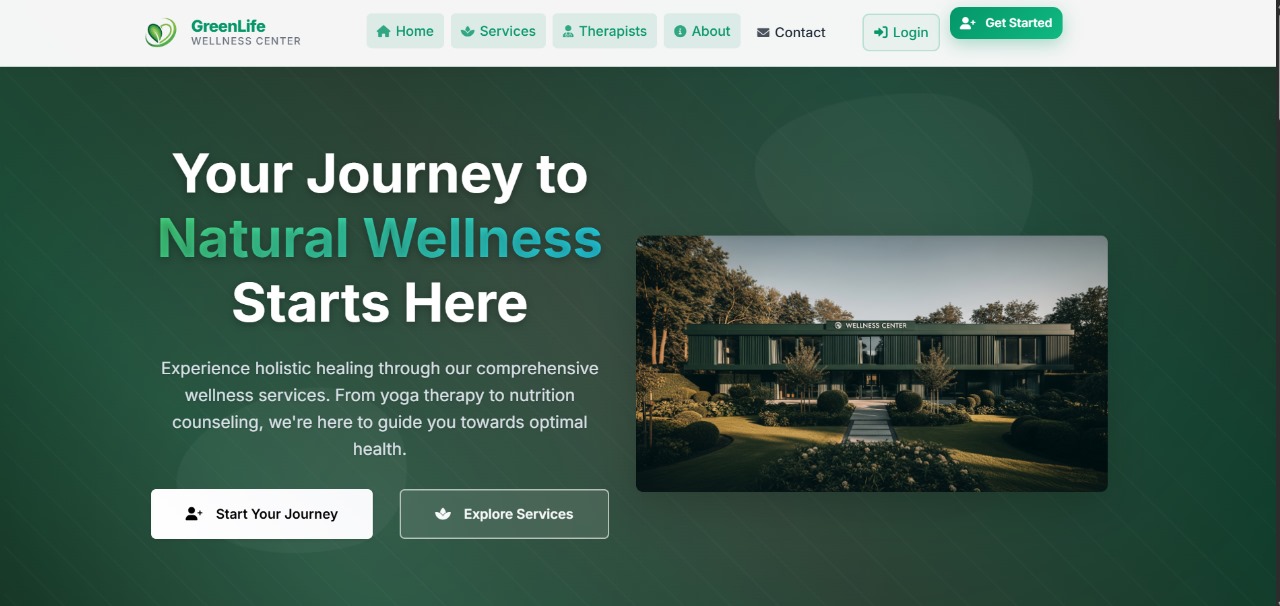 GreenLife
WELLNESS CENTER
Home
Services
Therapists
About
Contact
Login
Get Started
Your Journey to
Natural Wellness
Starts Here
Experience holistic healing through our comprehensive
wellness services. From yoga therapy to nutrition
counseling, we're here to guide you towards optimal
health.
Start Your Journey
Explore Services
WELLNESS CENTER